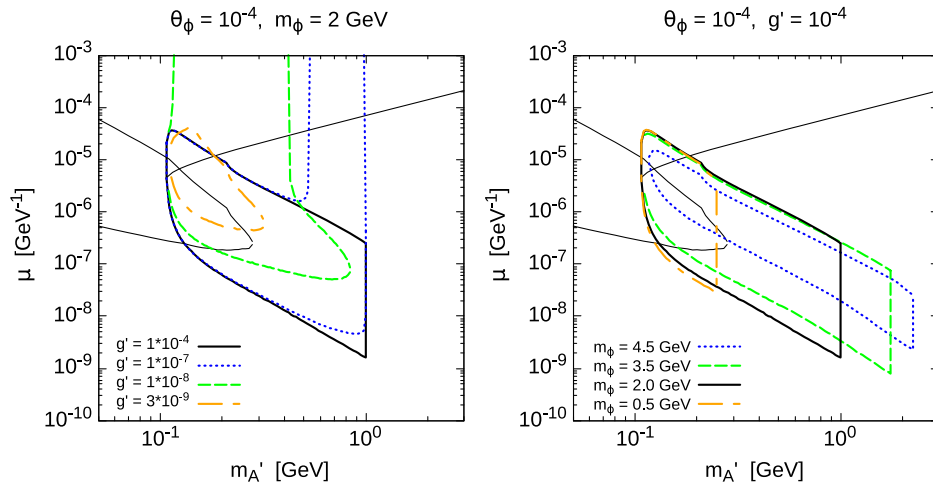 θϕ = 10-4, mϕ = 2 GeV
10-3
10-4
10-5
10-6
10-7
10-8
10-9
10-10
μ [GeV-1]
g' = 1*10-4
g' = 1*10-7
g' = 1*10-8
g' = 3*10-9
10-1
100
mA' [GeV]
θϕ = 10-4, g' = 10-4
10-3
10-4
10-5
10-6
10-7
10-8
10-9
10-10
μ [GeV-1]
mϕ = 4.5 GeV
mϕ = 3.5 GeV
mϕ = 2.0 GeV
mϕ = 0.5 GeV
10-1
100
mA' [GeV]